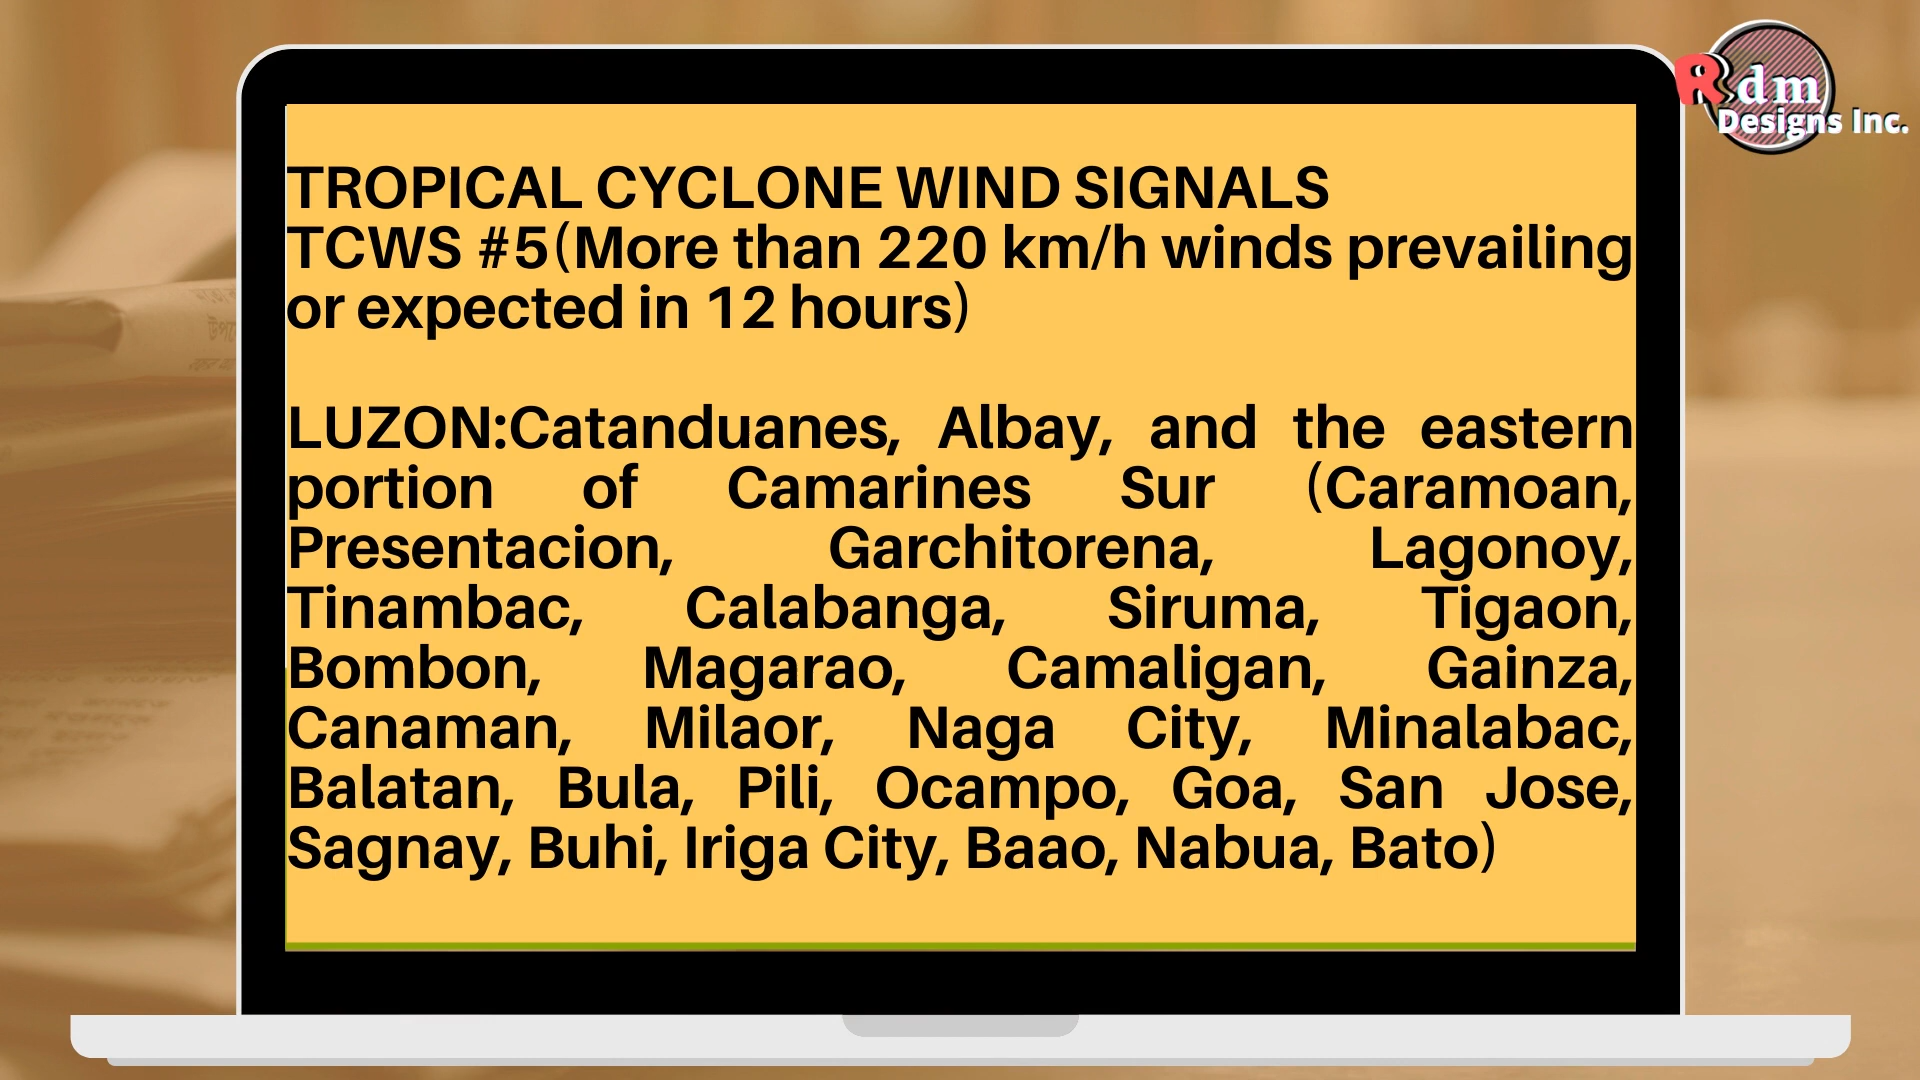 Rdm
Designs Inc.
TROPICAL CYCLONE WIND SIGNALS
TCWS #5(More than 220 km/h winds prevailing
or expected in 12 hours)
LUZON:Catanduanes, Albay, and the eastern
portion of Camarines Sur (Caramoan,
Presentacion, Garchitorena, Lagonoy,
Tinambac, Calabanga, Siruma, Tigaon,
Bombon, Magarao, Camaligan, Gainza,
Canaman, Milaor, Naga City, Minalabac,
Balatan, Bula, Pili, Ocampo, Goa, San Jose,
Sagnay, Buhi, Iriga City, Baao, Nabua, Bato)